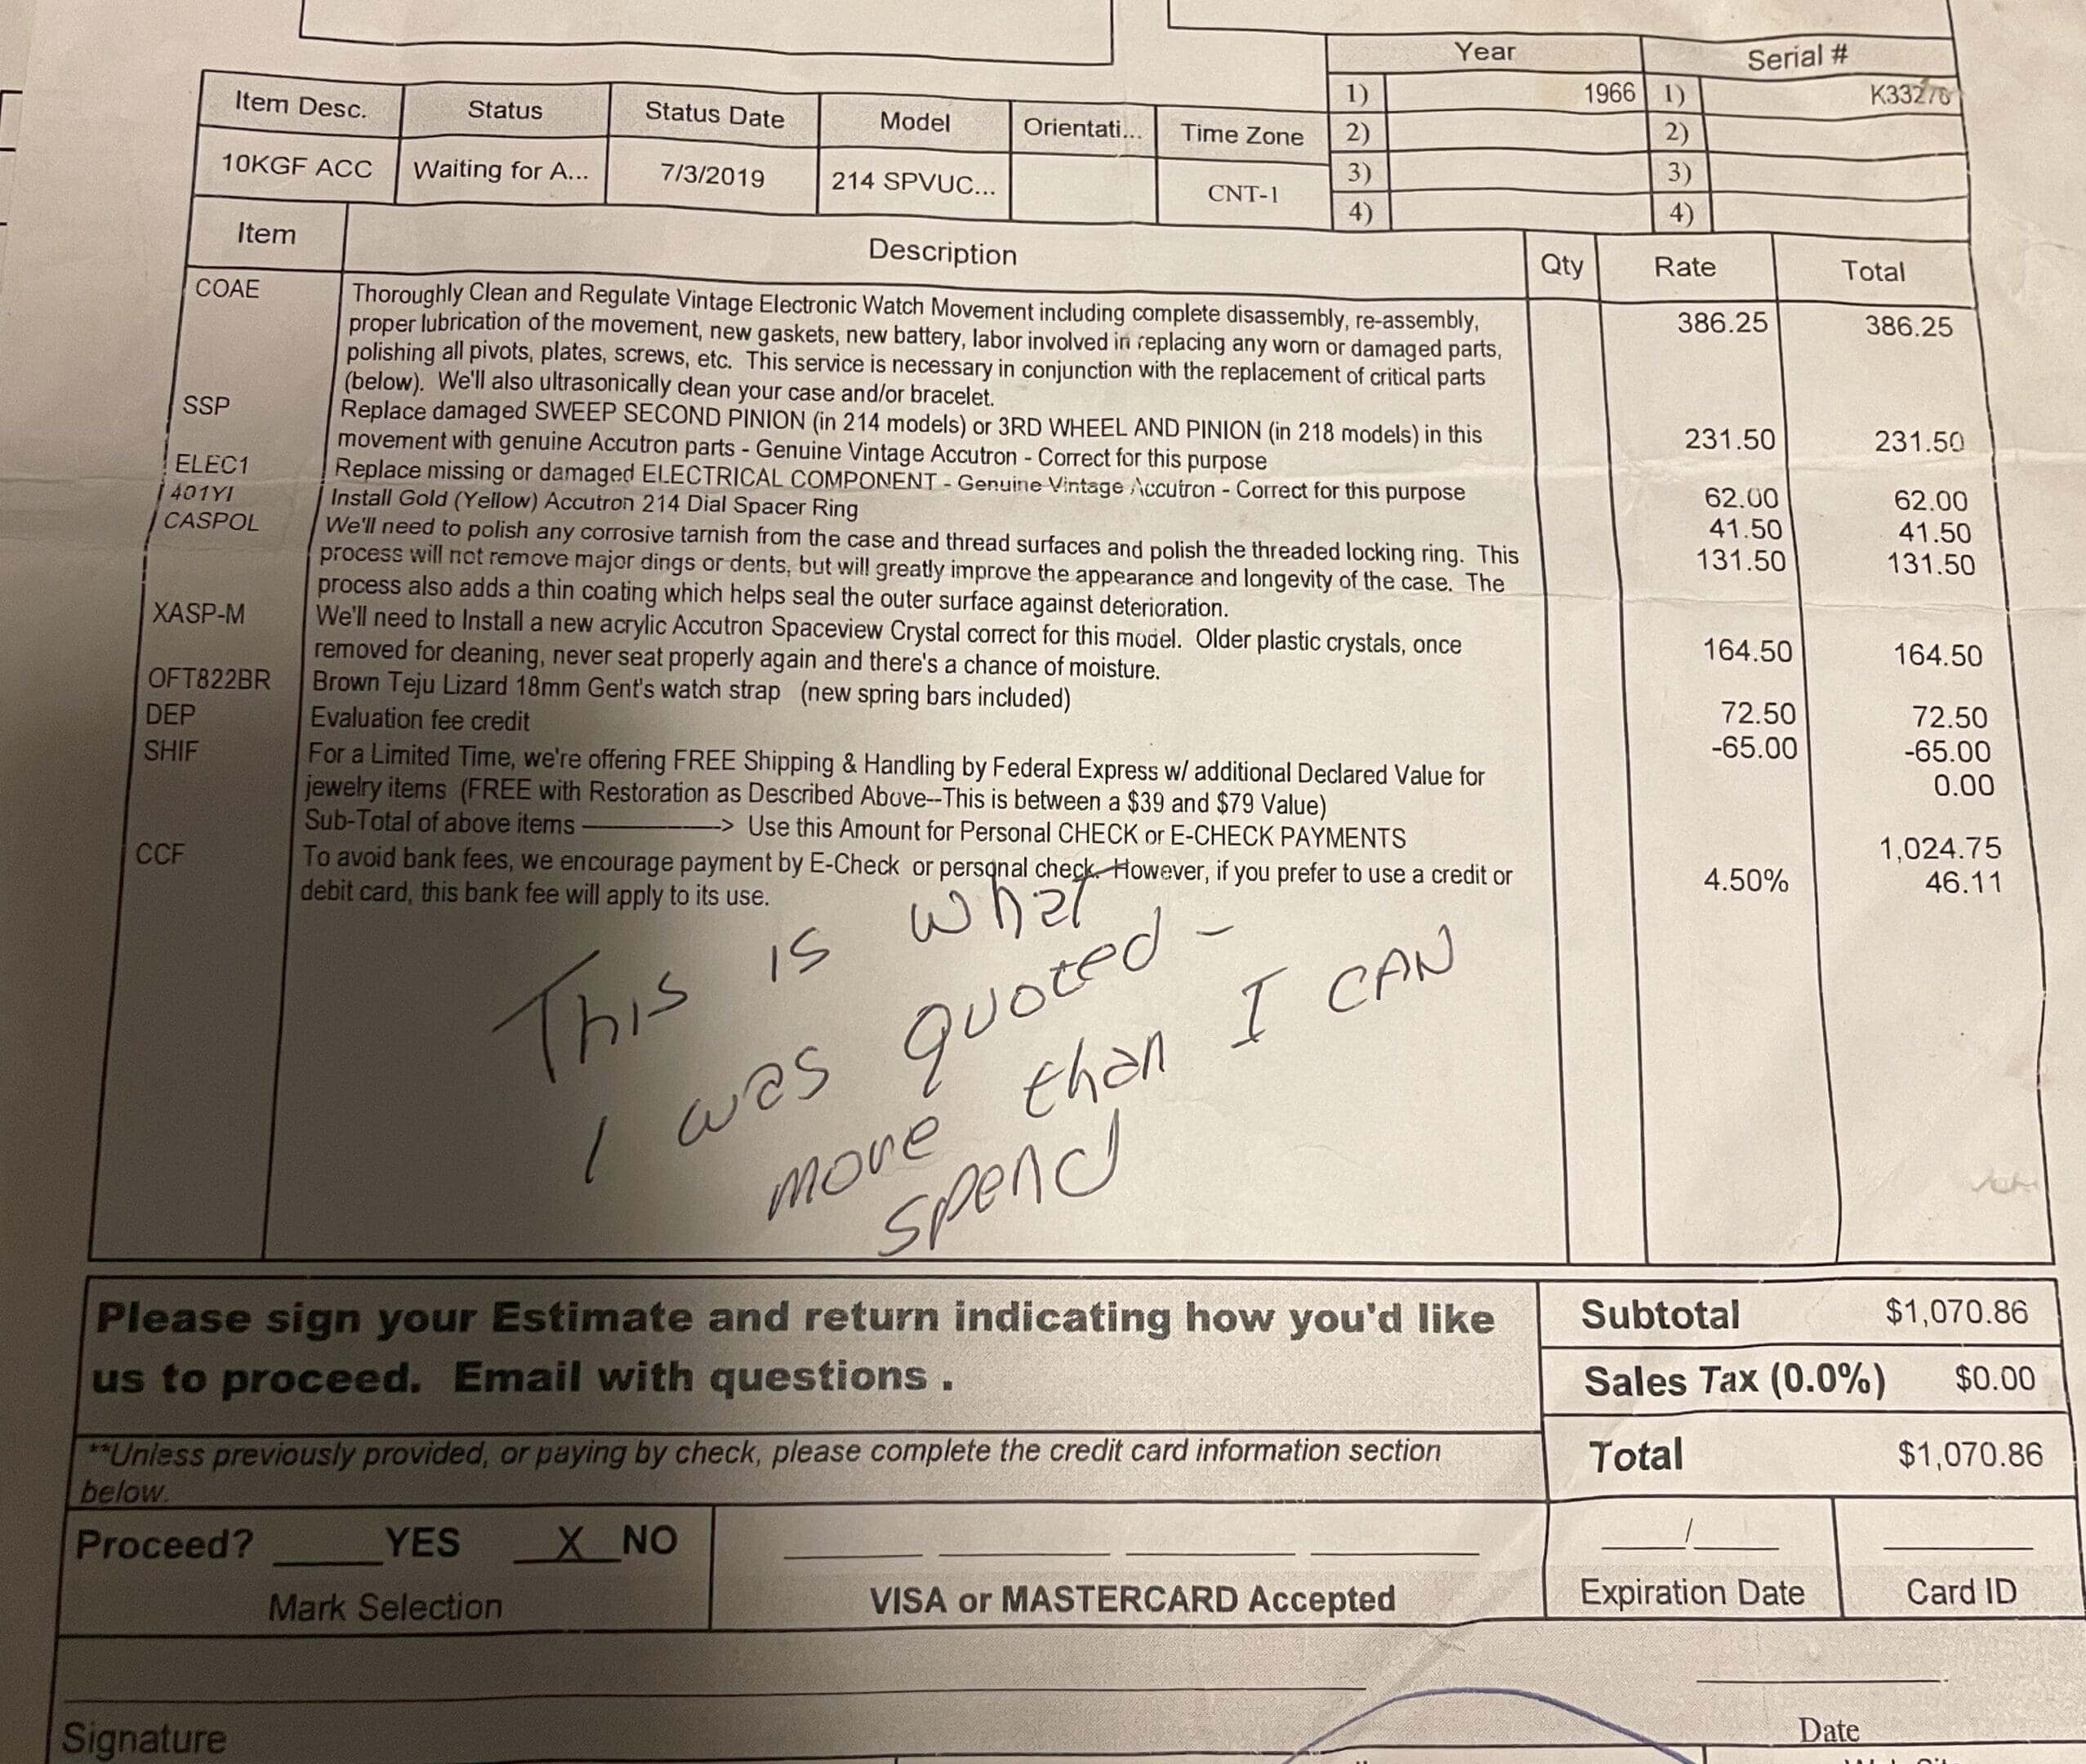 Year Serial #
Item Desc. Status Status Date Model Orientati... Time Zone
1) 1966 1)
2) 2)
3) 3)
4) 4)
10KGF ACC Waiting for A... 7/3/2019 214 SPVUC... CNT-1
Item Description Qty Rate Total
COAE Thoroughly Clean and Regulate Vintage Electronic Watch Movement including complete disassembly, re-assembly, 386.25 386.25
proper lubrication of the movement, new gaskets, new battery, labor involved in replacing any worn or damaged parts,
polishing all pivots, plates, screws, etc. This service is necessary in conjunction with the replacement of critical parts
(below). We'll also ultrasonically clean your case and/or bracelet.
SSP Replace damaged SWEEP SECOND PINION (in 214 models) or 3RD WHEEL AND PINION (in 218 models) in this 231.50 231.50
movement with genuine Accutron parts - Genuine Vintage Accutron - Correct for this purpose
ELEC1 Replace missing or damaged ELECTRICAL COMPONENT - Genuine Vintage Accutron - Correct for this purpose 62.00 62.00
401YI Install Gold (Yellow) Accutron 214 Dial Spacer Ring 41.50 41.50
CASPOL We'll need to polish any corrosive tarnish from the case and thread surfaces and polish the threaded locking ring. This 131.50 131.50
process will not remove major dings or dents, but will greatly improve the appearance and longevity of the case. The
process also adds a thin coating which helps seal the outer surface against deterioration.
XASP-M We'll need to Install a new acrylic Accutron Spaceview Crystal correct for this model. Older plastic crystals, once 164.50 164.50
removed for cleaning, never seat properly again and there's a chance of moisture.
OFT822BR Brown Teju Lizard 18mm Gent's watch strap (new spring bars included) 72.50 72.50
DEP Evaluation fee credit -65.00 -65.00
SHIF For a Limited Time, we're offering FREE Shipping & Handling by Federal Express w/ additional Declared Value for 0.00
jewelry items (FREE with Restoration as Described Above--This is between a $39 and $79 Value)
Sub-Total of above items ---------------> Use this Amount for Personal CHECK or E-CHECK PAYMENTS 1,024.75
CCF To avoid bank fees, we encourage payment by E-Check or personal check. However, if you prefer to use a credit or 4.50% 46.11
debit card, this bank fee will apply to its use.
This is what
I was quoted -
more than I CAN
spend
Please sign your Estimate and return indicating how you'd like
us to proceed. Email with questions .
Subtotal $1,070.86
Sales Tax (0.0%) $0.00
**Unless previously provided, or paying by check, please complete the credit card information section
below.
Total $1,070.86
Proceed? ____YES __X__NO / 
Mark Selection VISA or MASTERCARD Accepted Expiration Date Card ID
Signature Date